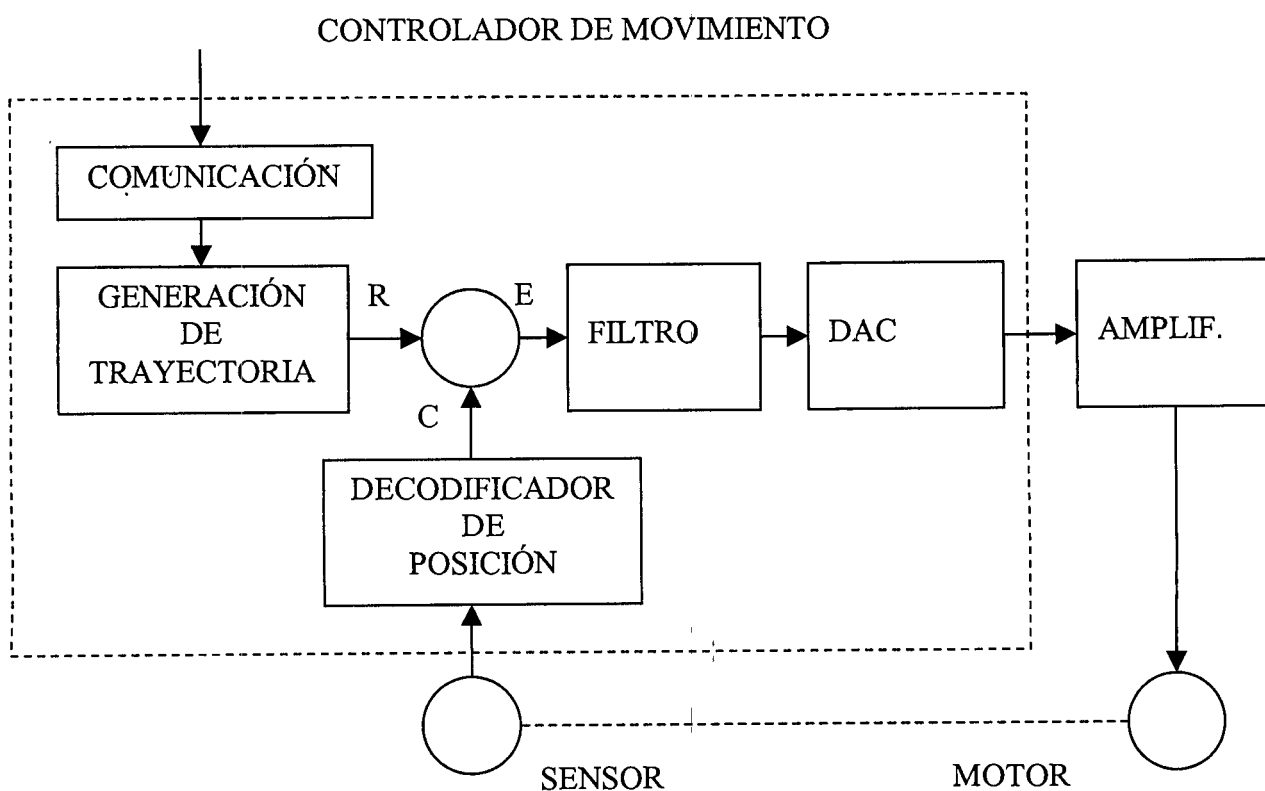 CONTROLADOR DE MOVIMIENTO
COMUNICACIÓN
GENERACIÓN
DE
TRAYECTORIA
R
E
FILTRO
DAC
AMPLIF.
C
DECODIFICADOR
DE
POSICIÓN
SENSOR
MOTOR